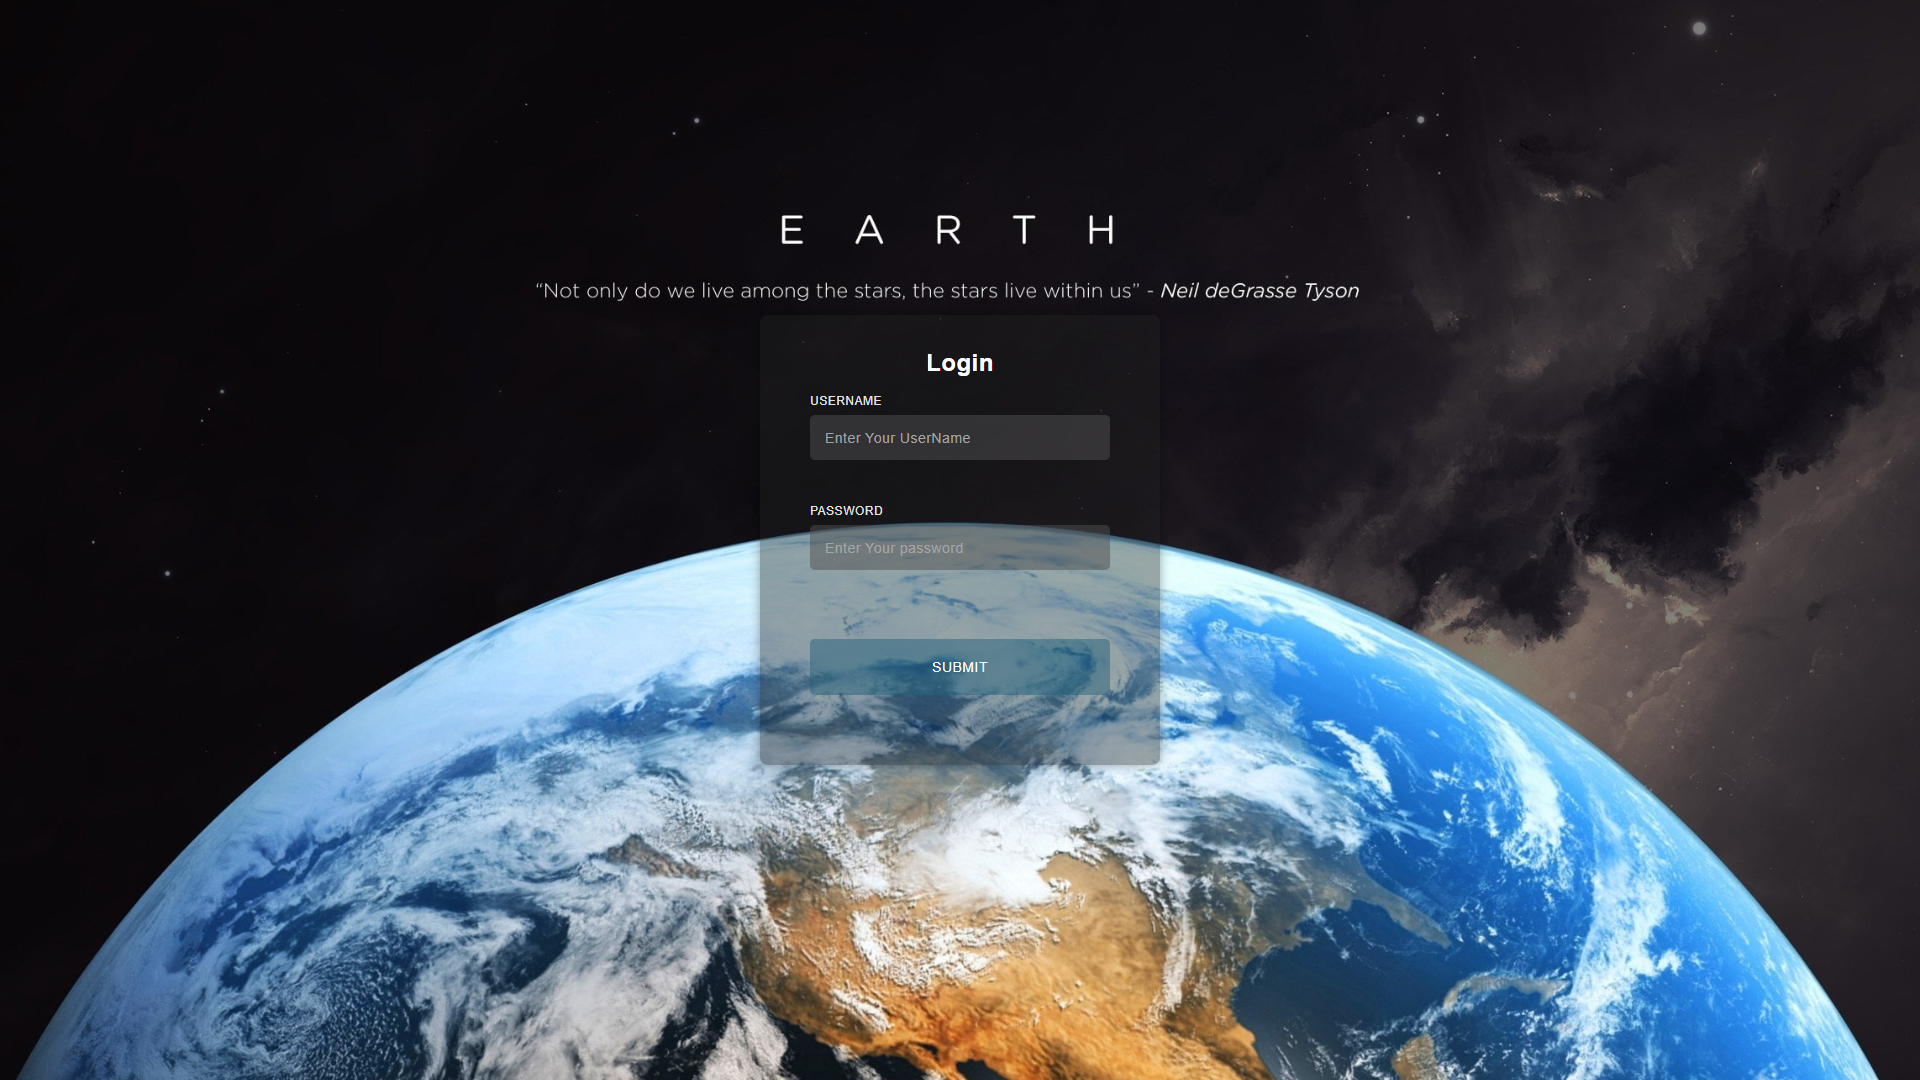 E A R T H
“Not only do we live among the stars, the stars live within us” - Neil deGrasse Tyson
Login
USERNAME
Enter Your UserName
PASSWORD
Enter Your password
SUBMIT